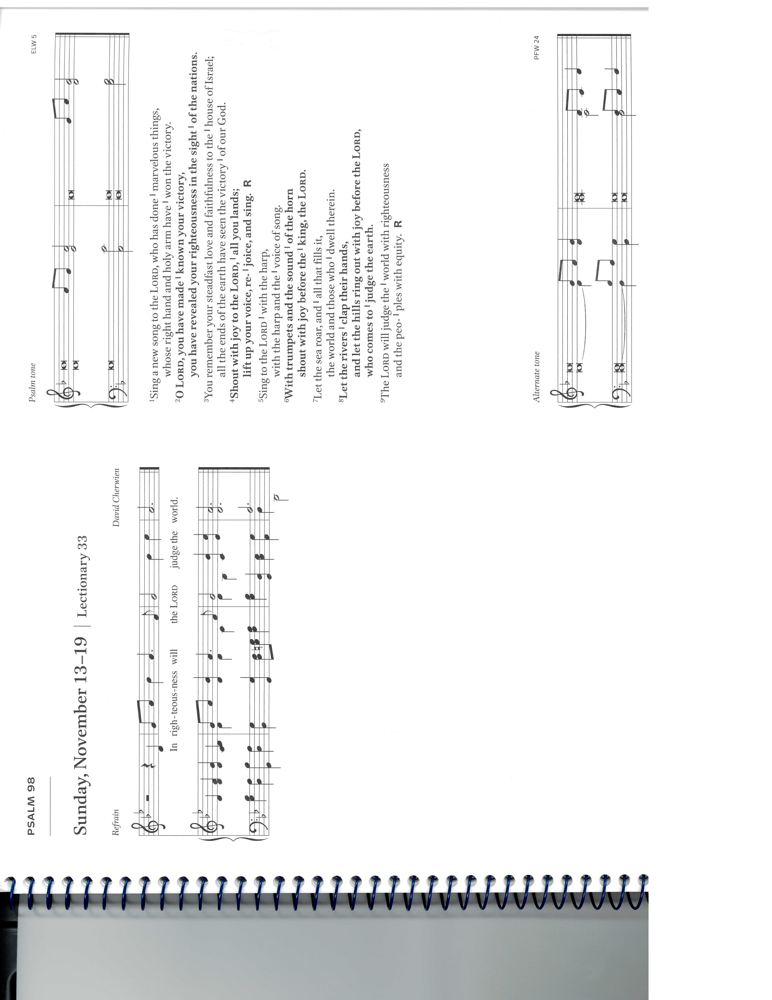 PSALM 98
Sunday, November 13–19 | Lectionary 33
Refrain
David Cherwien
In righ-teous-ness will the LORD judge the world.
Psalm tone
ELW 5
1Sing a new song to the LORD, who has done ˈ marvelous things,
whose right hand and holy arm have ˈ won the victory.
2O LORD, you have made ˈ known your victory,
you have revealed your righteousness in the sight ˈ of the nations.
3You remember your steadfast love and faithfulness to the ˈ house of Israel;
all the ends of the earth have seen the victory ˈ of our God.
4Shout with joy to the LORD, ˈ all you lands;
lift up your voice, re- ˈ joice, and sing. R
5Sing to the LORD ˈ with the harp,
with the harp and the ˈ voice of song.
6With trumpets and the sound ˈ of the horn
shout with joy before the ˈ king, the LORD.
7Let the sea roar, and ˈ all that fills it,
the world and those who ˈ dwell therein.
8Let the rivers ˈ clap their hands,
and let the hills ring out with joy before the LORD,
who comes to ˈ judge the earth.
9The LORD will judge the ˈ world with righteousness
and the peo- ˈ ples with equity. R
Alternate tone
PFW 24